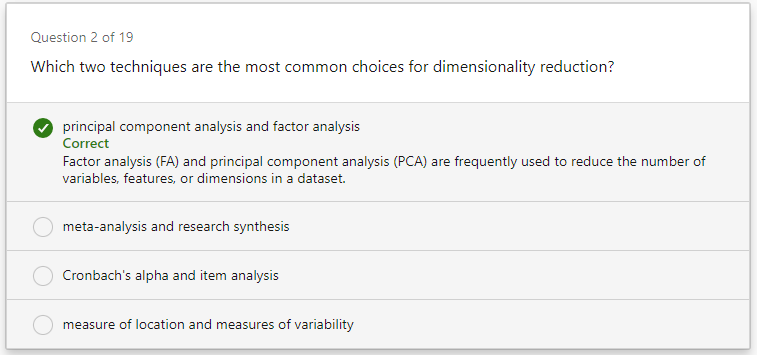 Question 2 of 19
Which two techniques are the most common choices for dimensionality reduction?
principal component analysis and factor analysis
Correct
Factor analysis (FA) and principal component analysis (PCA) are frequently used to reduce the number of
variables, features, or dimensions in a dataset.
meta-analysis and research synthesis
Cronbach's alpha and item analysis
measure of location and measures of variability